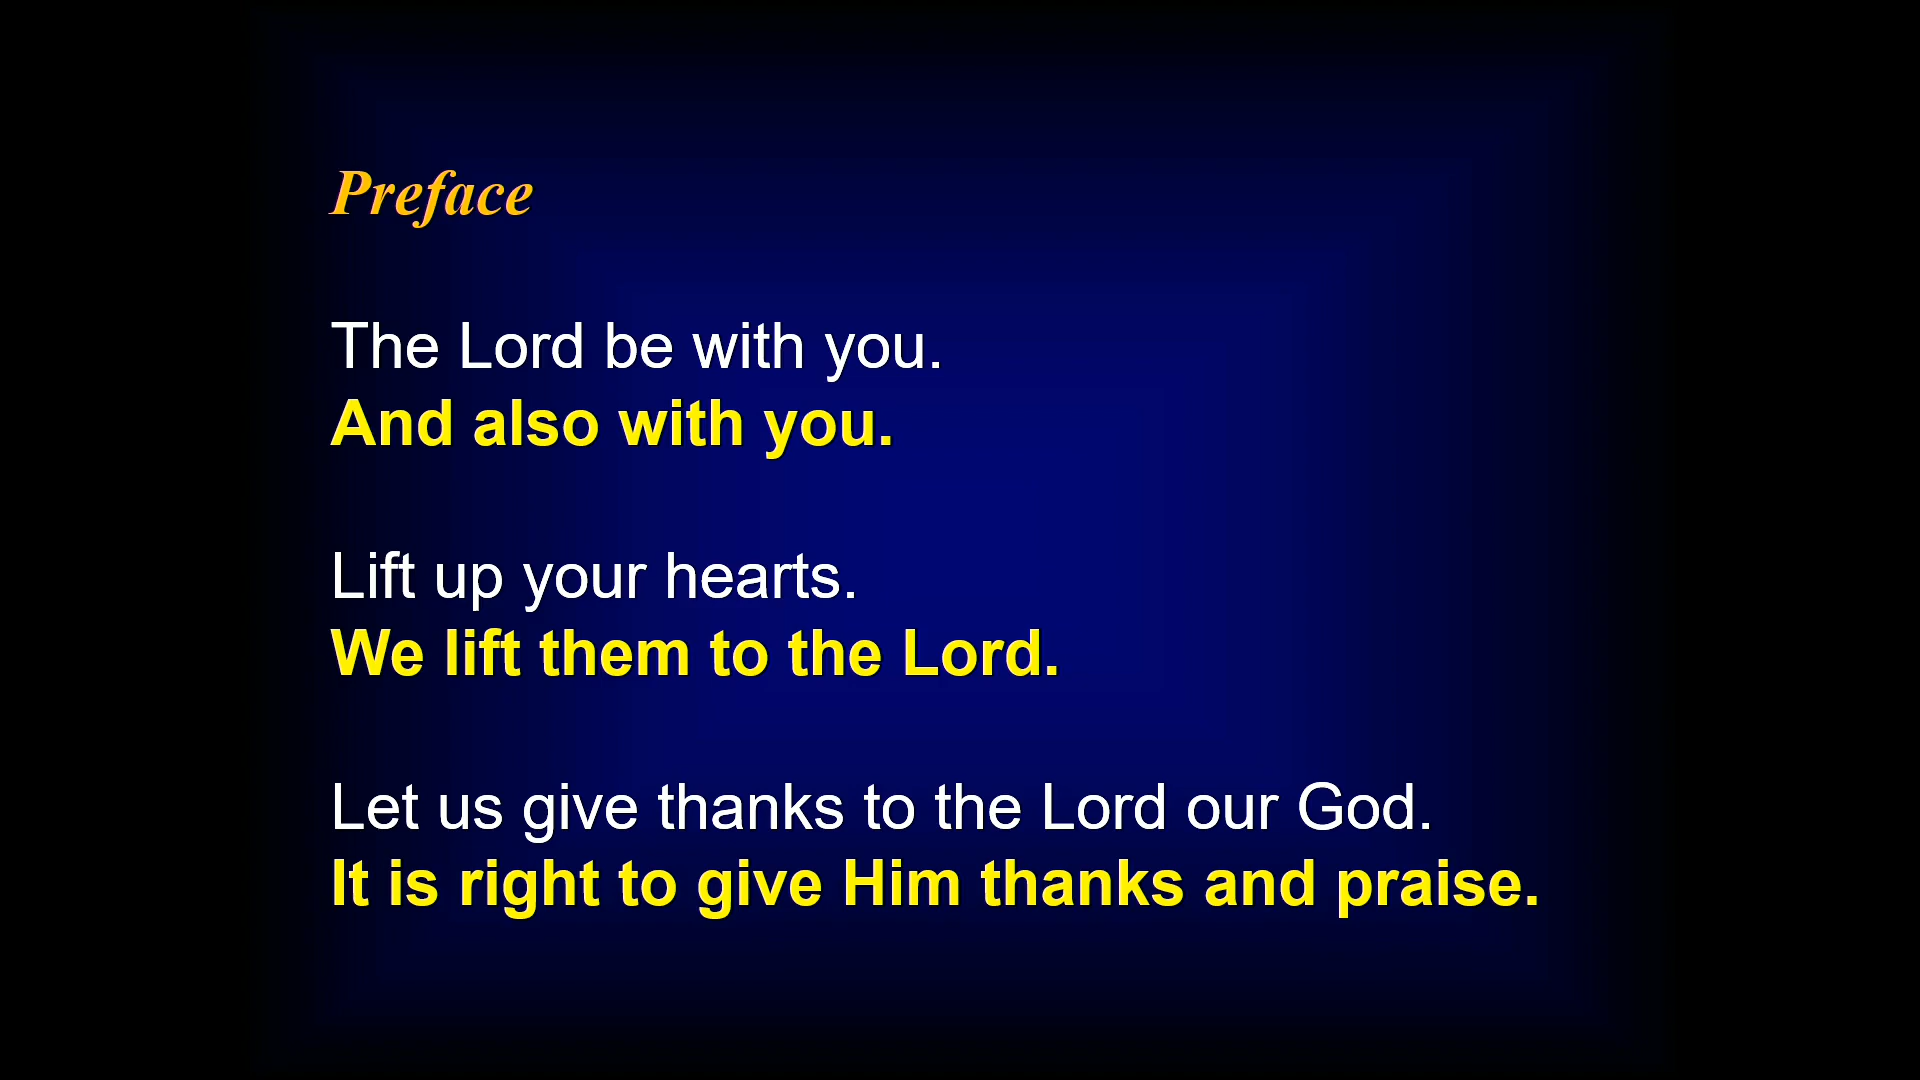 Preface
The Lord be with you.
And also with you.
Lift up your hearts.
We lift them to the Lord.
Let us give thanks to the Lord our God.
It is right to give Him thanks and praise.